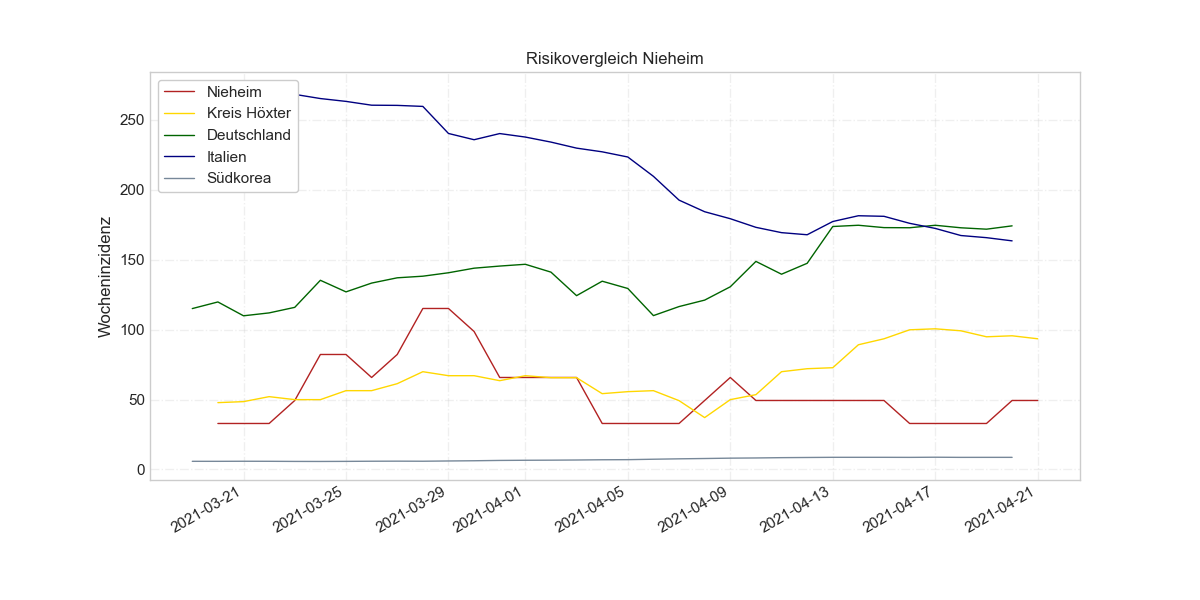 Risikovergleich Nieheim
Nieheim
Kreis Höxter
Deutschland
Italien
Südkorea
Wocheninzidenz
250
200
150
100
50
0
2021-03-21
2021-03-25
2021-03-29
2021-04-01
2021-04-05
2021-04-09
2021-04-13
2021-04-17
2021-04-21